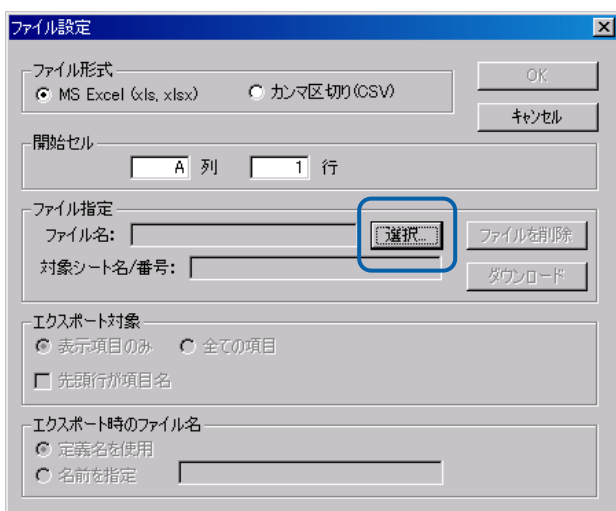 ファイル設定
ファイル形式
MS Excel (xls, xlsx)
カンマ区切り(CSV)
OK
キャンセル
開始セル
A 列 1 行
ファイル指定
ファイル名:
選択...
ファイルを削除
対象シート名/番号:
ダウンロード
エクスポート対象
表示項目のみ
全ての項目
先頭行が項目名
エクスポート時のファイル名
定義名を使用
名前を指定